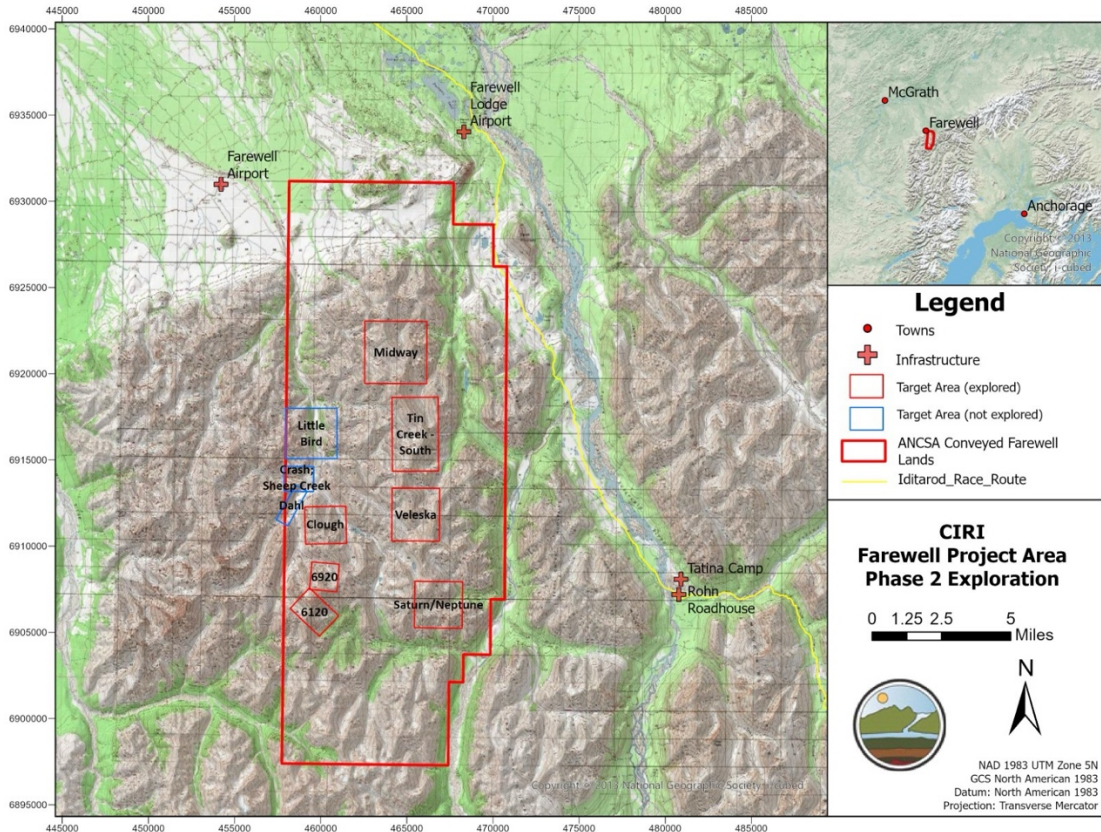 445000 450000 455000 460000 465000 470000 475000 480000 485000
6940000
6935000
6930000
6925000
6920000
6915000
6910000
6905000
6900000
6895000
Farewell
Lodge
Airport
Farewell
Airport
Midway
Little
Bird
Tin
Creek -
South
Crash;
Sheep Creek
Dahl
Clough
Veleska
6920
6120
Saturn/Neptune
Tatina Camp
Rohn
Roadhouse
Copyright:© 2013 National Geographic Society, i-cubed
445000 450000 455000 460000 465000 470000 475000 480000 485000
McGrath
Farewell
Anchorage
Copyright:© 2013
National Geographic
Society, i-cubed
Legend
Towns
Infrastructure
Target Area (explored)
Target Area (not explored)
ANCSA Conveyed Farewell
Lands
Iditarod_Race_Route
CIRI
Farewell Project Area
Phase 2 Exploration
0 1.25 2.5 5
Miles
N
NAD 1983 UTM Zone 5N
GCS North American 1983
Datum: North American 1983
Projection: Transverse Mercator